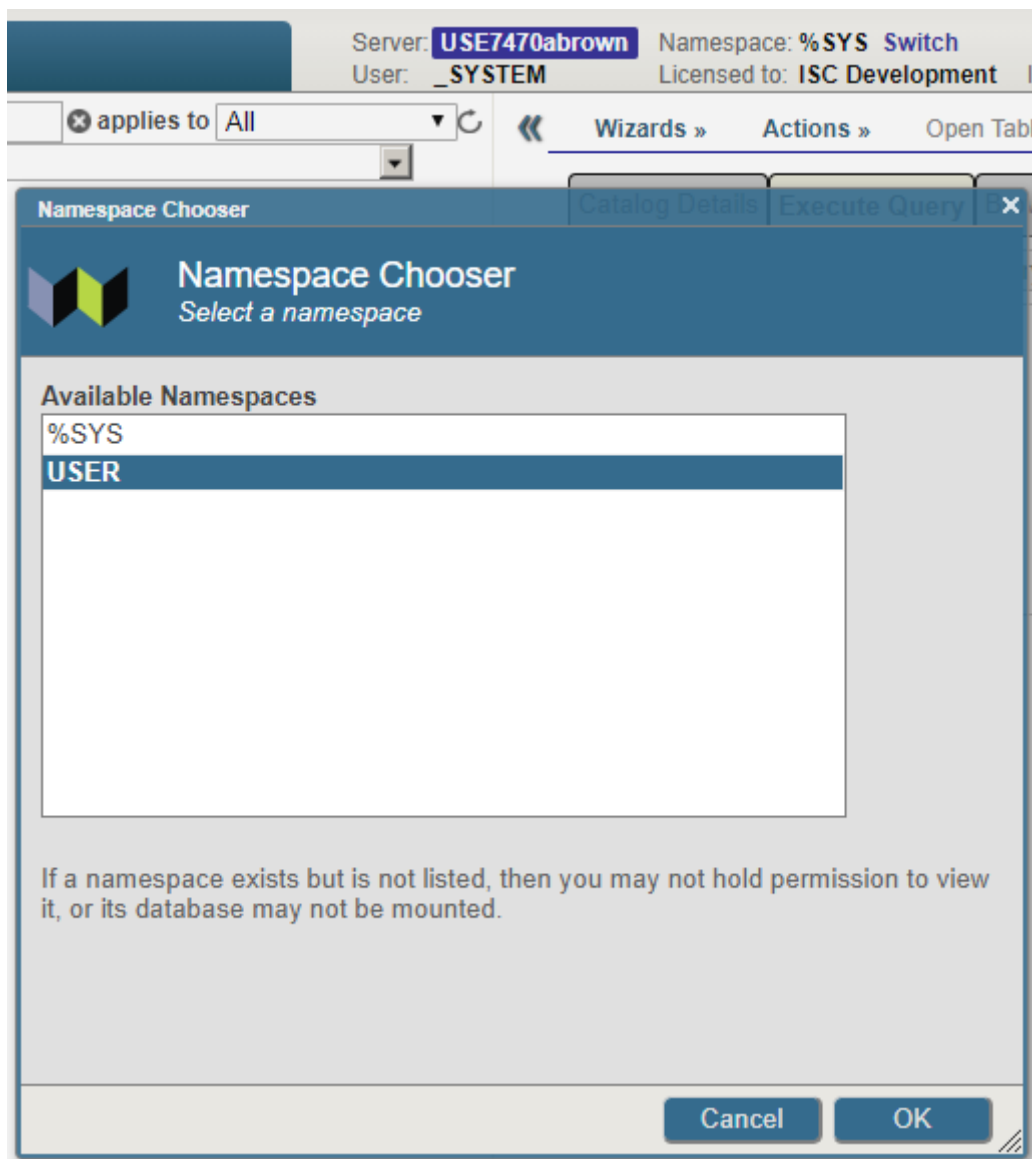 Server: USE7470abrown Namespace: %SYS Switch
User: _SYSTEM Licensed to: ISC Development
applies to All
Wizards » Actions » Open
Namespace Chooser
Catalog Details Execute Query
Namespace Chooser
Select a namespace
Available Namespaces
%SYS
USER
If a namespace exists but is not listed, then you may not hold permission to view
it, or its database may not be mounted.
Cancel OK